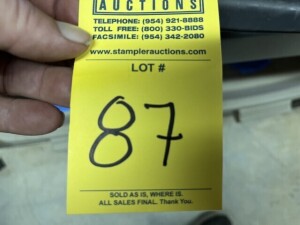 AUCTIONS
TELEPHONE: (954) 921-8888
TOLL FREE: (800) 330-BIDS
FACSIMILE: (954) 342-2080
www.stamplerauctions.com
LOT #
87
SOLD AS IS, WHERE IS.
ALL SALES FINAL. Thank You.